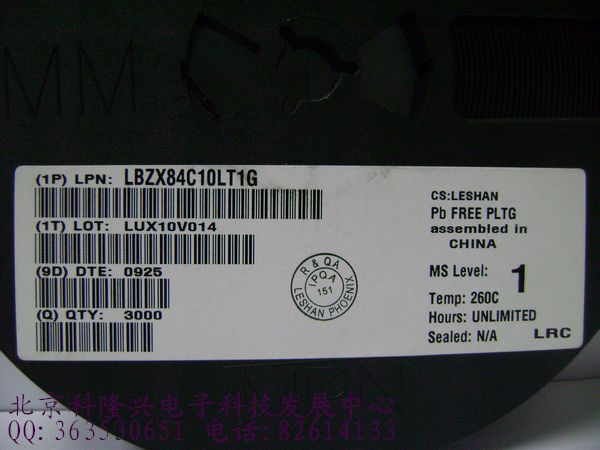 (1P) LPN: LBZX84C10LT1G
(1T) LOT: LUX10V014
(9D) DTE: 0925
(Q) QTY: 3000
R & QA
IPQA
151
LESHAN PHOENIX
CS:LESHAN
Pb FREE PLTG
assembled in
CHINA
MS Level: 1
Temp: 260C
Hours: UNLIMITED
Sealed: N/A
LRC
北京科隆兴电子科技发展中心
QQ: 363530651 电话: 82614133